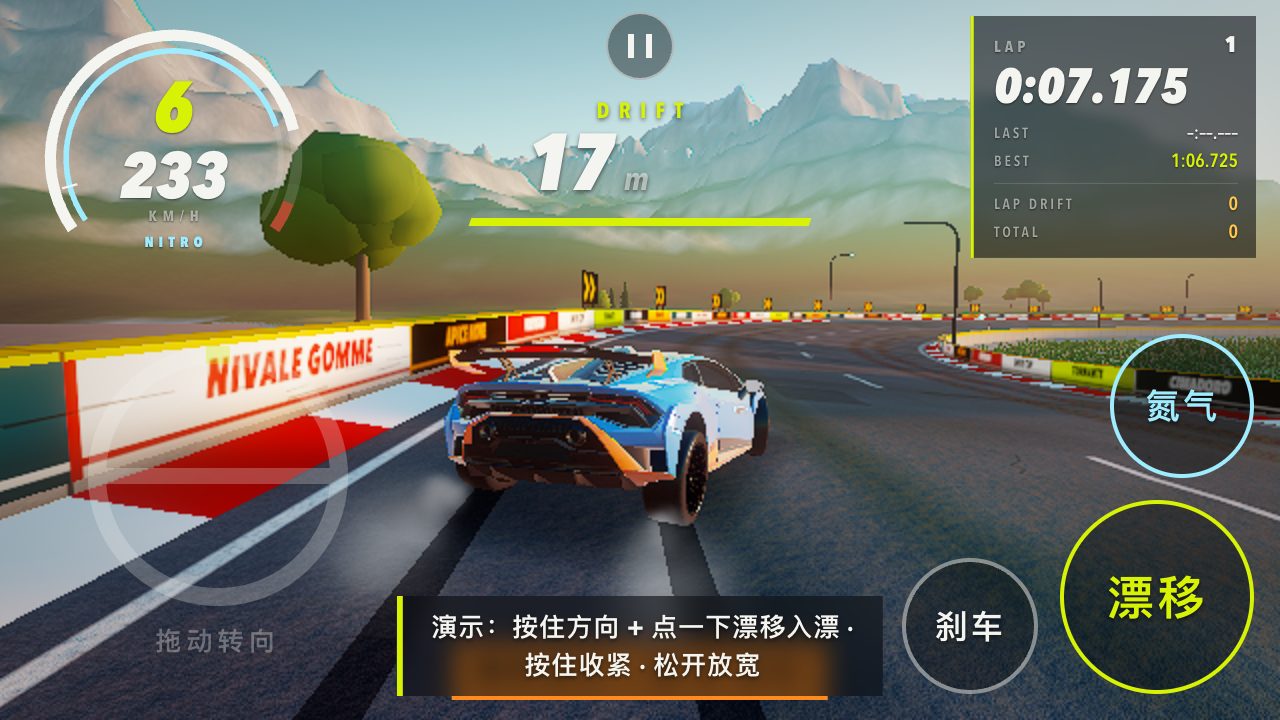 6
233
KM/H
NITRO
DRIFT
17 m
LAP 1
0:07.175
LAST -:--.---
BEST 1:06.725
LAP DRIFT 0
TOTAL 0
NIVALE GOMME
氮气
漂移
刹车
拖动转向
演示：按住方向 + 点一下漂移入漂 ·
按住收紧 · 松开放宽